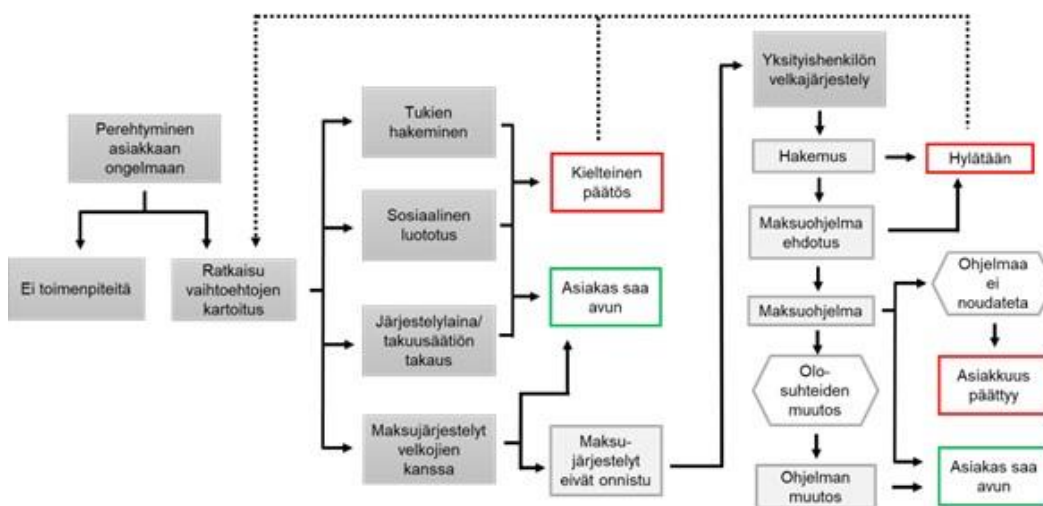 Perehtyminen
asiakkaan
ongelmaan
Ei toimenpiteitä
Ratkaisu
vaihtoehtojen
kartoitus
Tukien
hakeminen
Sosiaalinen
luototus
Järjestelylaina/
takuusäätiön
takaus
Maksujärjestelyt
velkojien
kanssa
Kielteinen
päätös
Asiakas saa
avun
Maksu-
järjestelyt
eivät onnistu
Yksityishenkilön
velkajärjestely
Hakemus
Hylätään
Maksuohjelma
ehdotus
Maksuohjelma
Ohjelmaa
ei
noudateta
Olo-
suhteiden
muutos
Asiakkuus
päättyy
Ohjelman
muutos
Asiakas saa
avun